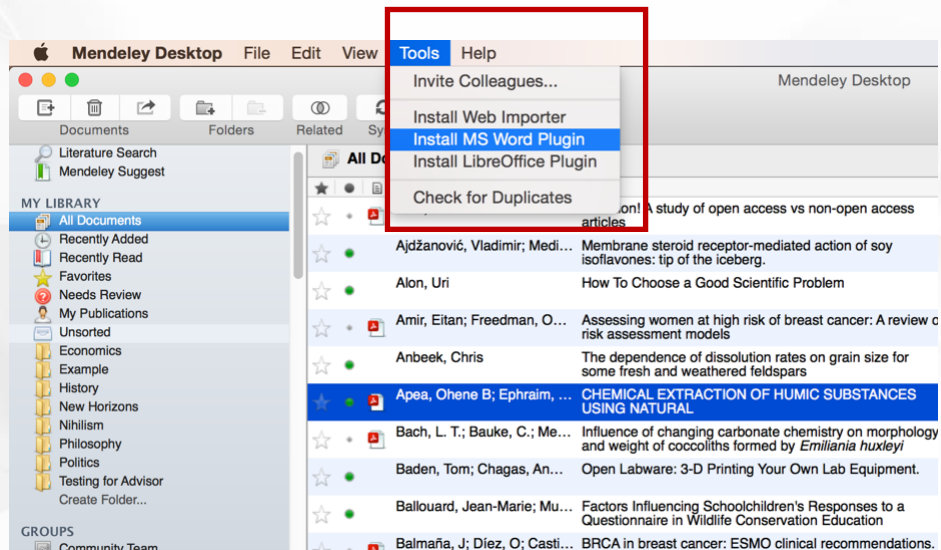 Mendeley Desktop File Edit View Tools Help
Mendeley Desktop
Invite Colleagues...
Install Web Importer
Install MS Word Plugin
Install LibreOffice Plugin
Check for Duplicates
Documents Folders Related Sy
Literature Search
Mendeley Suggest
MY LIBRARY
All Documents
Recently Added
Recently Read
Favorites
Needs Review
My Publications
Unsorted
Economics
Example
History
New Horizons
Nihilism
Philosophy
Politics
Testing for Advisor
Create Folder...
GROUPS
Community Team
All Do
on! A study of open access vs non-open access
articles
Ajdžanović, Vladimir; Medi... Membrane steroid receptor-mediated action of soy
isoflavones: tip of the iceberg.
Alon, Uri How To Choose a Good Scientific Problem
Amir, Eitan; Freedman, O... Assessing women at high risk of breast cancer: A review o
risk assessment models
Anbeek, Chris The dependence of dissolution rates on grain size for
some fresh and weathered feldspars
Apea, Ohene B; Ephraim, ... CHEMICAL EXTRACTION OF HUMIC SUBSTANCES
USING NATURAL
Bach, L. T.; Bauke, C.; Me... Influence of changing carbonate chemistry on morphology
and weight of coccoliths formed by Emiliania huxleyi
Baden, Tom; Chagas, An... Open Labware: 3-D Printing Your Own Lab Equipment.
Ballouard, Jean-Marie; Mu... Factors Influencing Schoolchildren's Responses to a
Questionnaire in Wildlife Conservation Education
Balmaña, J; Díez, O; Casti... BRCA in breast cancer: ESMO clinical recommendations.